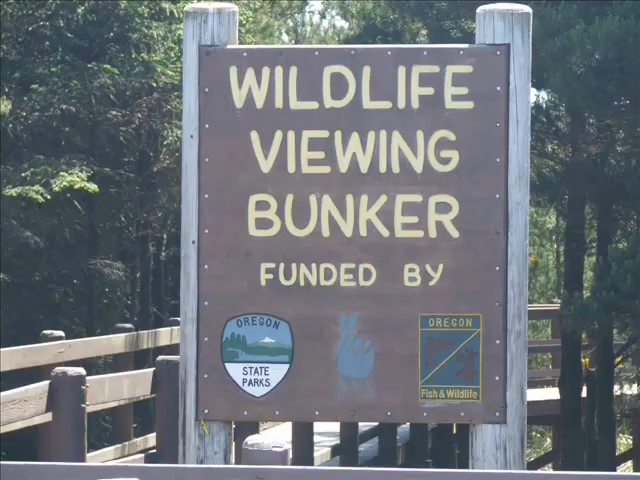 WILDLIFE
VIEWING
BUNKER
FUNDED BY
OREGON
STATE
PARKS
OREGON
Fish & Wildlife